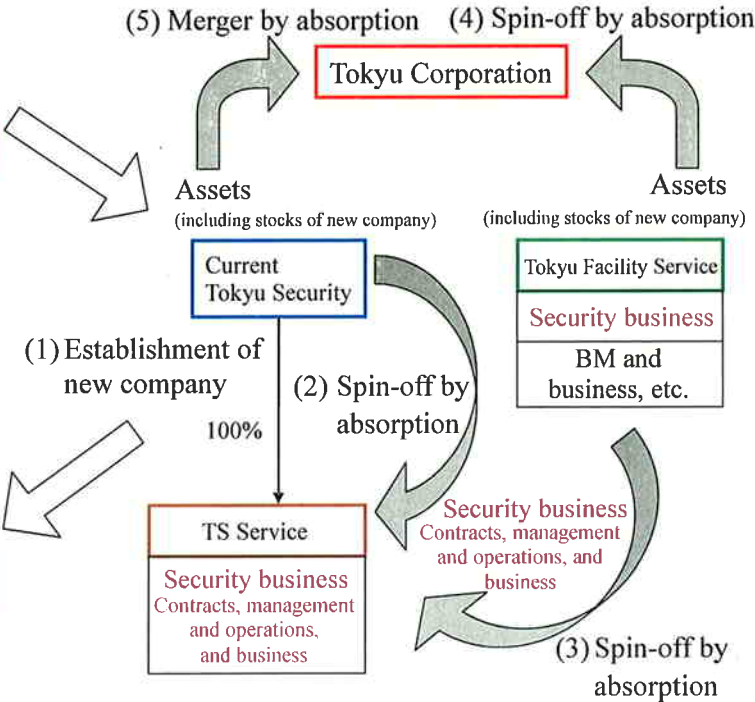 (5) Merger by absorption
(4) Spin-off by absorption
Tokyu Corporation
Assets
(including stocks of new company)
Assets
(including stocks of new company)
Current
Tokyu Security
Tokyu Facility Service
Security business
BM and
business, etc.
(1) Establishment of
new company
(2) Spin-off by
absorption
100%
TS Service
Security business
Contracts, management
and operations,
and business
Security business
Contracts, management
and operations, and
business
(3) Spin-off by
absorption